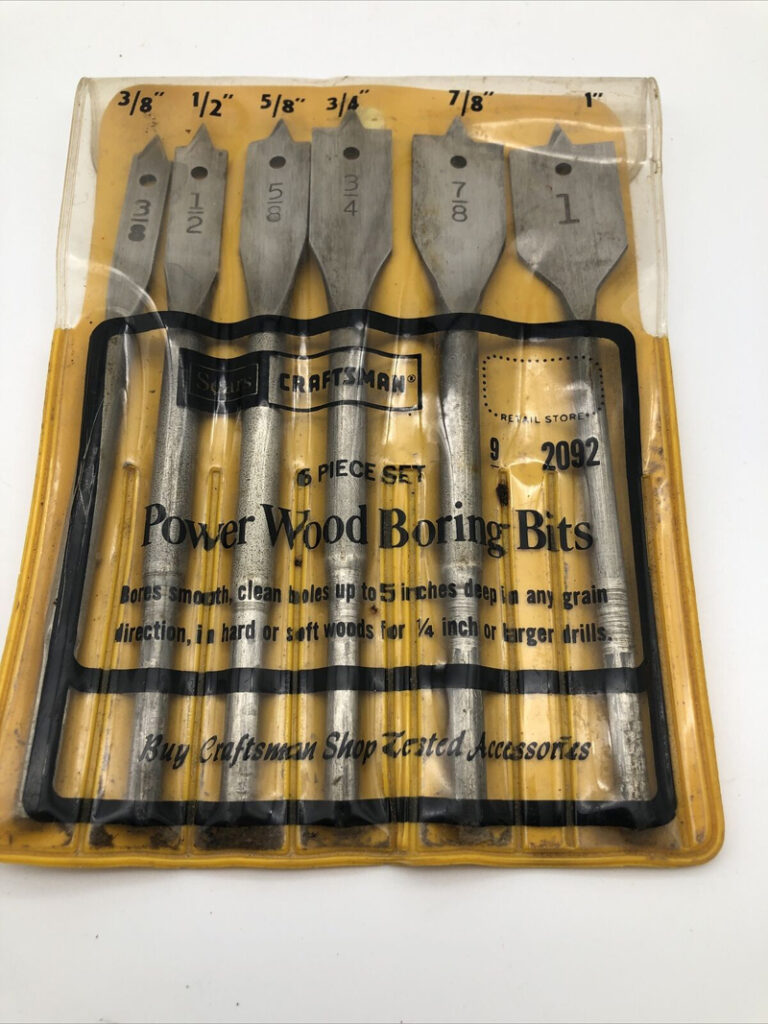 3/8" 1/2" 5/8" 3/4" 7/8" 1"
3/8 1/2 5/8 3/4 7/8 1
Sears CRAFTSMAN®
RETAIL STORE
9 2092
6 PIECE SET
Power Wood Boring Bits
Bores smooth, clean holes up to 5 inches deep in any grain
direction, in hard or soft woods for 1/4 inch or larger drills.
Buy Craftsman Shop Tested Accessories